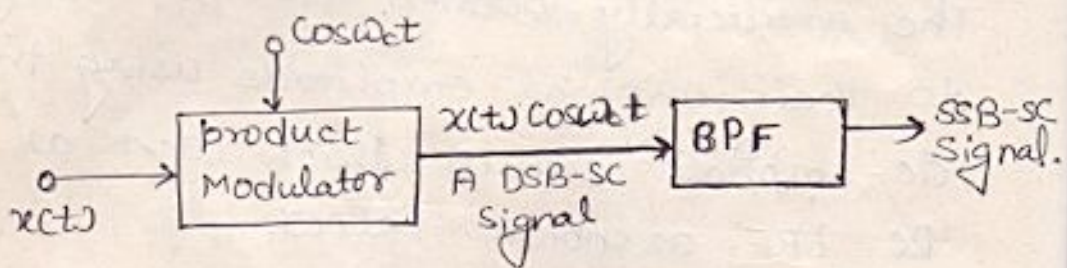 Cosωct
product
Modulator
x(t) Cosωct
A DSB-SC
Signal
BPF
SSB-SC
Signal.
x(t)